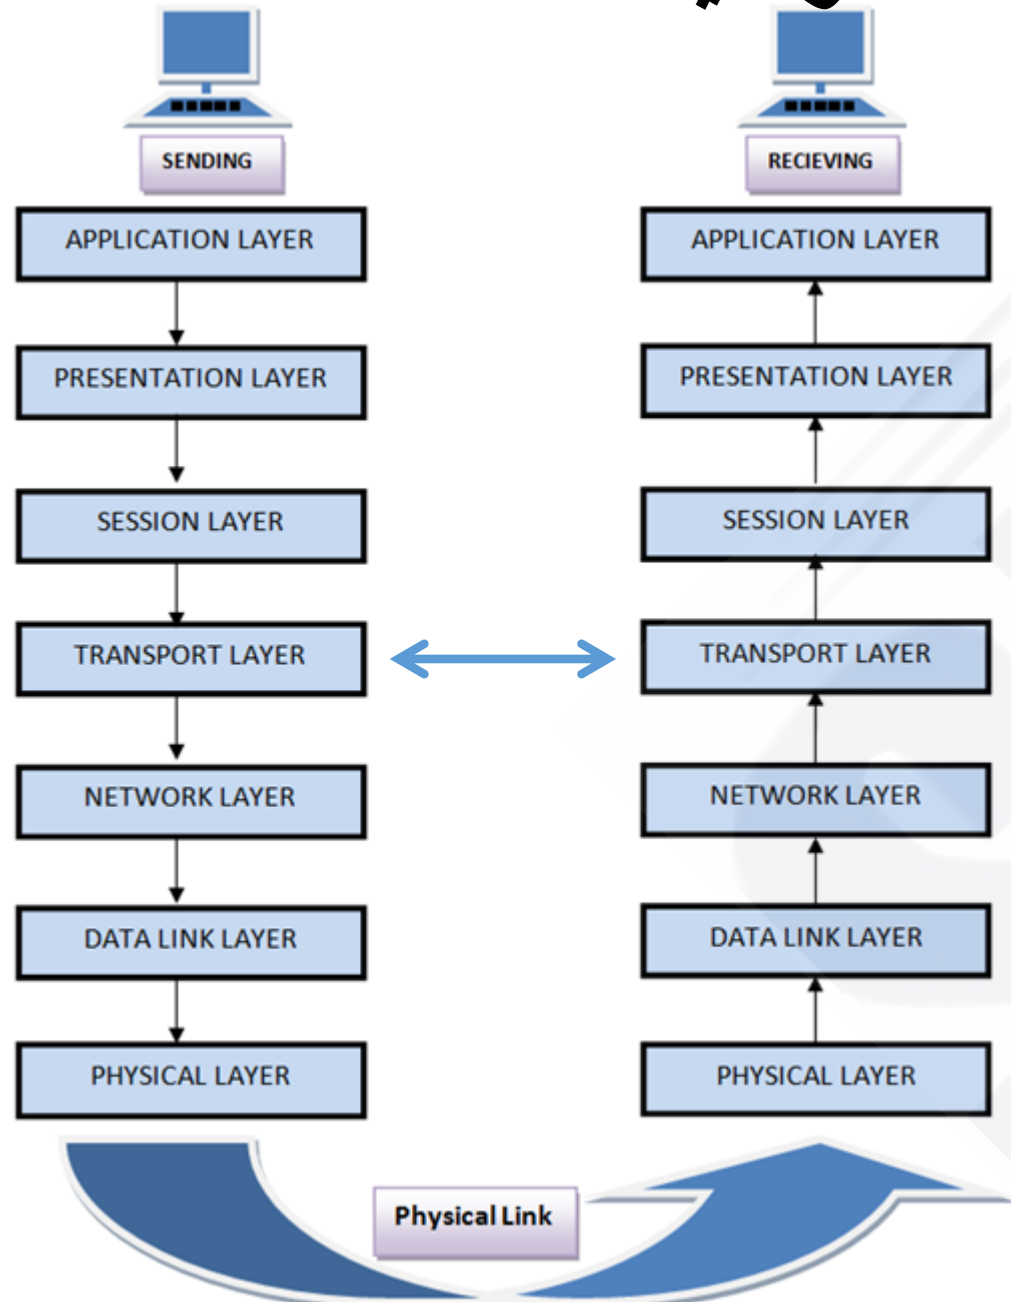 SENDING
RECIEVING
APPLICATION LAYER
APPLICATION LAYER
PRESENTATION LAYER
PRESENTATION LAYER
SESSION LAYER
SESSION LAYER
TRANSPORT LAYER
TRANSPORT LAYER
NETWORK LAYER
NETWORK LAYER
DATA LINK LAYER
DATA LINK LAYER
PHYSICAL LAYER
PHYSICAL LAYER
Physical Link